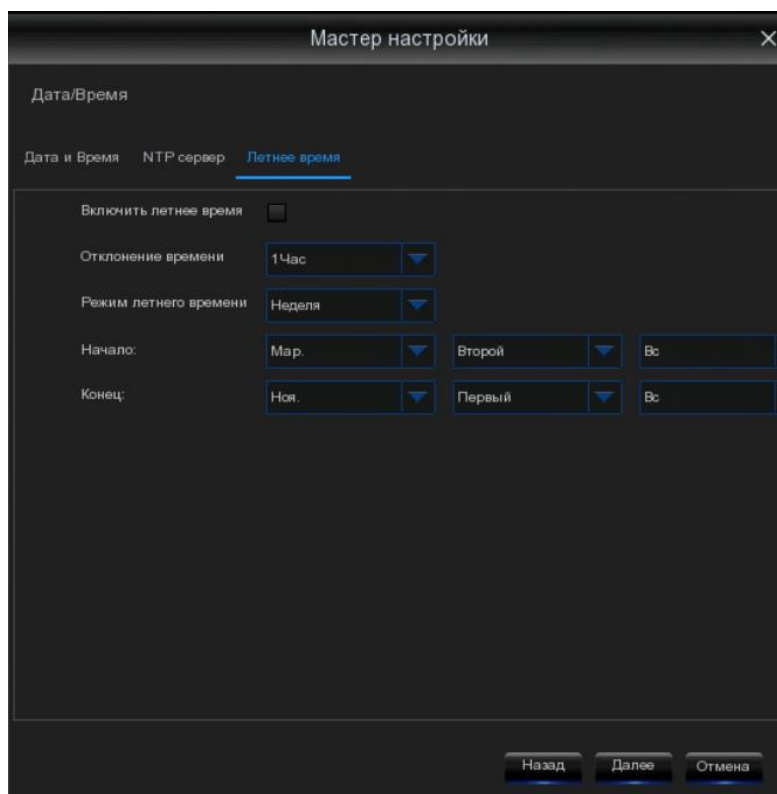 Мастер настройки
Дата/Время
Дата и Время NTP сервер Летнее время
Включить летнее время
Отклонение времени 1Час
Режим летнего времени Неделя
Начало: Мар. Второй Вс
Конец: Ноя. Первый Вс
Назад Далее Отмена